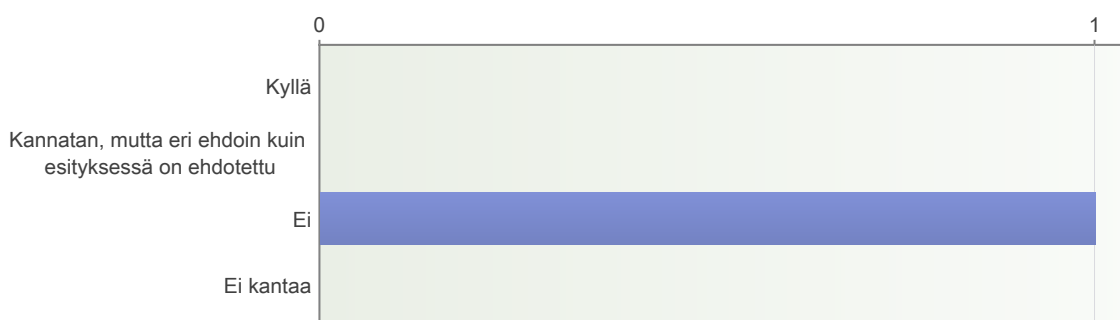 0 1
Kyllä
Kannatan, mutta eri ehdoin kuin
esityksessä on ehdotettu
Ei
Ei kantaa